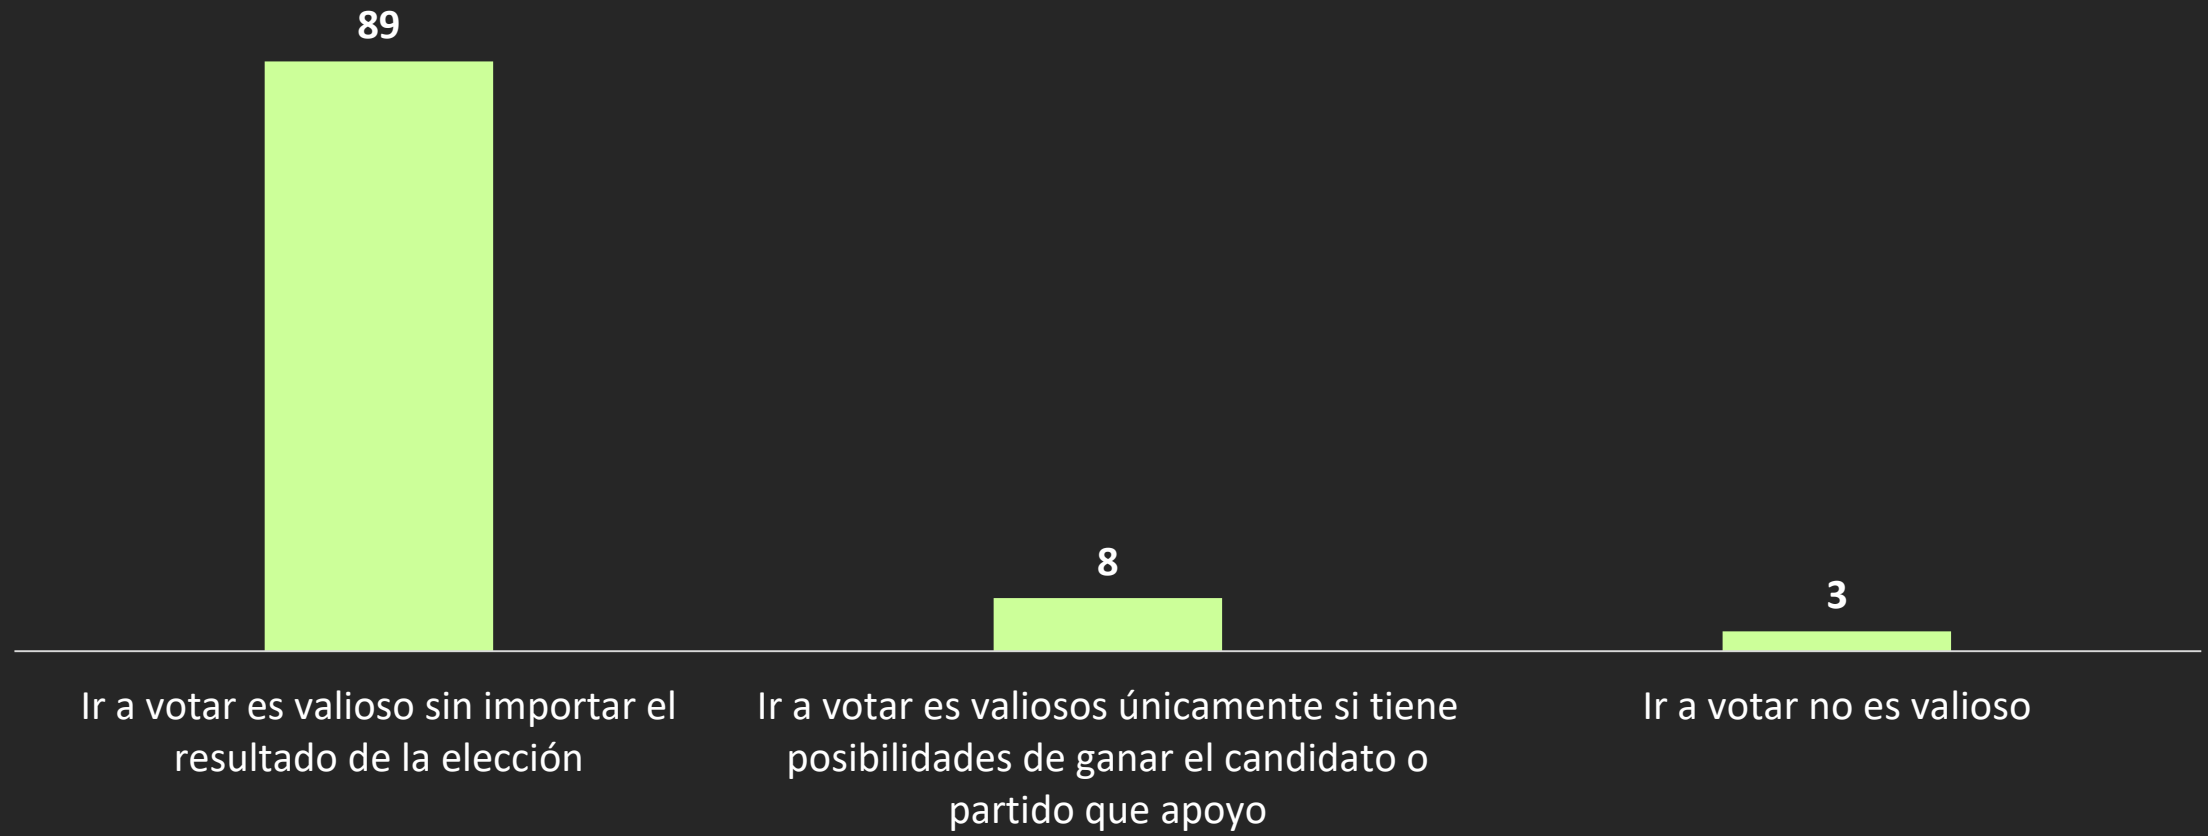 89
8
3
Ir a votar es valioso sin importar el
resultado de la elección
Ir a votar es valiosos únicamente si tiene
posibilidades de ganar el candidato o
partido que apoyo
Ir a votar no es valioso